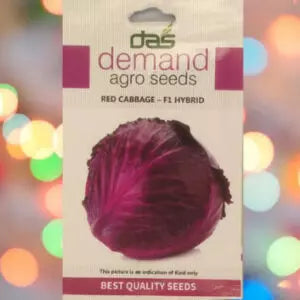 das
demand
agro seeds
RED CABBAGE – F1 HYBRID
This picture is an indication of Kind only
BEST QUALITY SEEDS